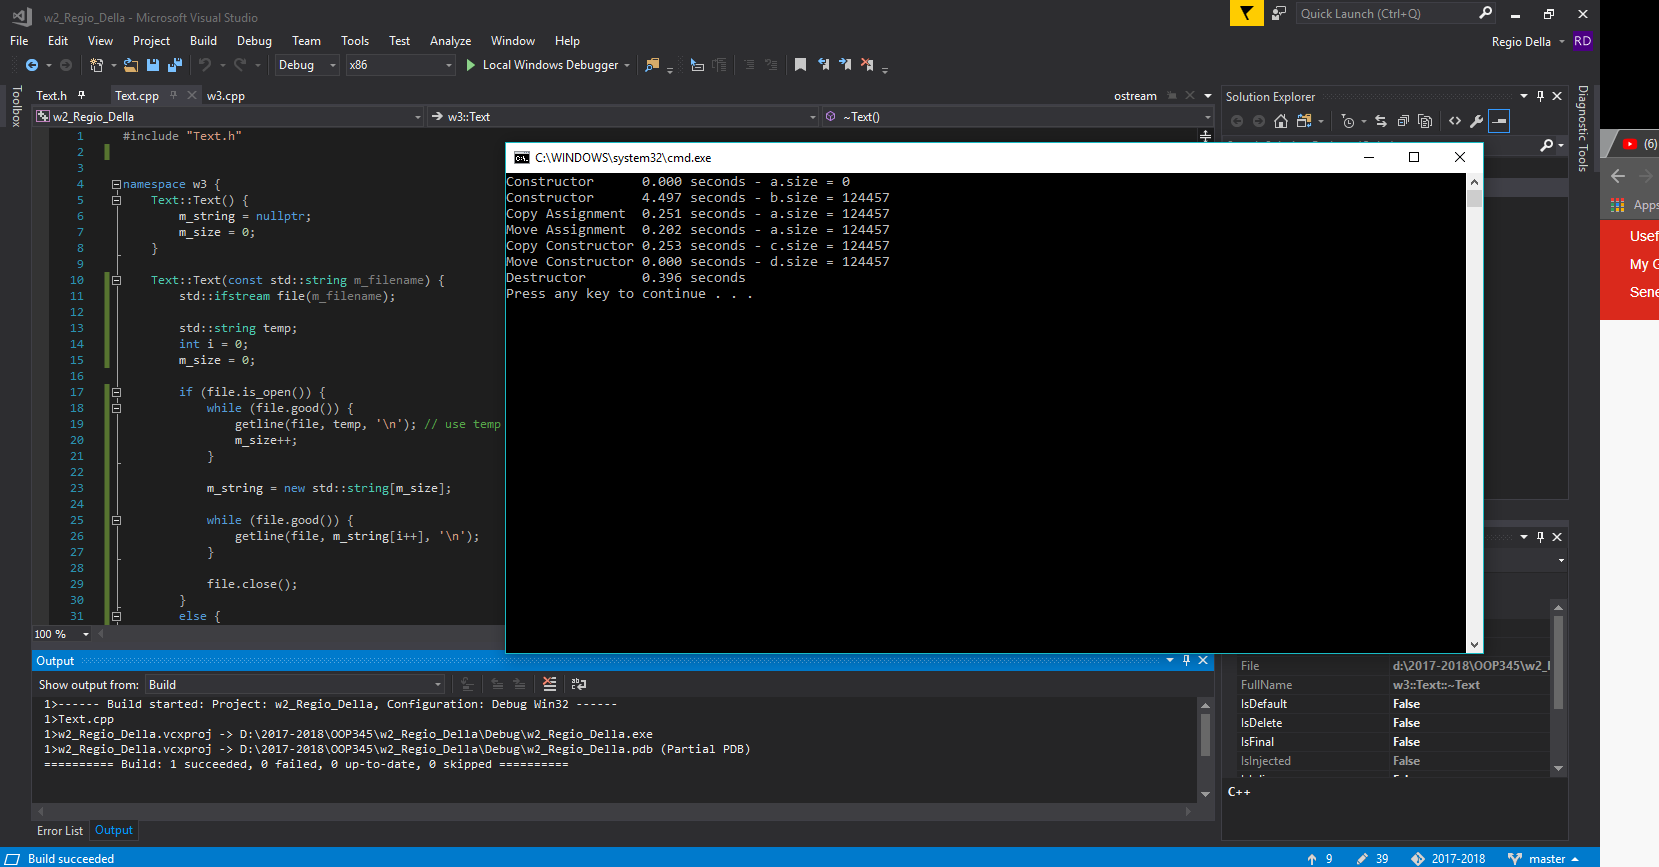 w2_Regio_Della - Microsoft Visual Studio
Quick Launch (Ctrl+Q)
File Edit View Project Build Debug Team Tools Test Analyze Window Help
Regio Della RD
Debug x86 Local Windows Debugger
Toolbox
Text.h Text.cpp w3.cpp ostream
w2_Regio_Della w3::Text ~Text()
1 #include "Text.h"
2
3
4 namespace w3 {
5 Text::Text() {
6 m_string = nullptr;
7 m_size = 0;
8 }
9
10 Text::Text(const std::string m_filename) {
11 std::ifstream file(m_filename);
12
13 std::string temp;
14 int i = 0;
15 m_size = 0;
16
17 if (file.is_open()) {
18 while (file.good()) {
19 getline(file, temp, '\n'); // use temp
20 m_size++;
21 }
22
23 m_string = new std::string[m_size];
24
25 while (file.good()) {
26 getline(file, m_string[i++], '\n');
27 }
28
29 file.close();
30 }
31 else {
100 %
C:\WINDOWS\system32\cmd.exe
Constructor 0.000 seconds - a.size = 0
Constructor 4.497 seconds - b.size = 124457
Copy Assignment 0.251 seconds - a.size = 124457
Move Assignment 0.202 seconds - a.size = 124457
Copy Constructor 0.253 seconds - c.size = 124457
Move Constructor 0.000 seconds - d.size = 124457
Destructor 0.396 seconds
Press any key to continue . . .
Solution Explorer
Diagnostic Tools
(6)
Apps
Usef
My G
Sene
File d:\2017-2018\OOP345\w2_
FullName w3::Text::~Text
IsDefault False
IsDelete False
IsFinal False
IsInjected False
C++
Output
Show output from: Build
1>------ Build started: Project: w2_Regio_Della, Configuration: Debug Win32 ------
1>Text.cpp
1>w2_Regio_Della.vcxproj -> D:\2017-2018\OOP345\w2_Regio_Della\Debug\w2_Regio_Della.exe
1>w2_Regio_Della.vcxproj -> D:\2017-2018\OOP345\w2_Regio_Della\Debug\w2_Regio_Della.pdb (Partial PDB)
========== Build: 1 succeeded, 0 failed, 0 up-to-date, 0 skipped ==========
Error List Output
Build succeeded
9 39 2017-2018 master